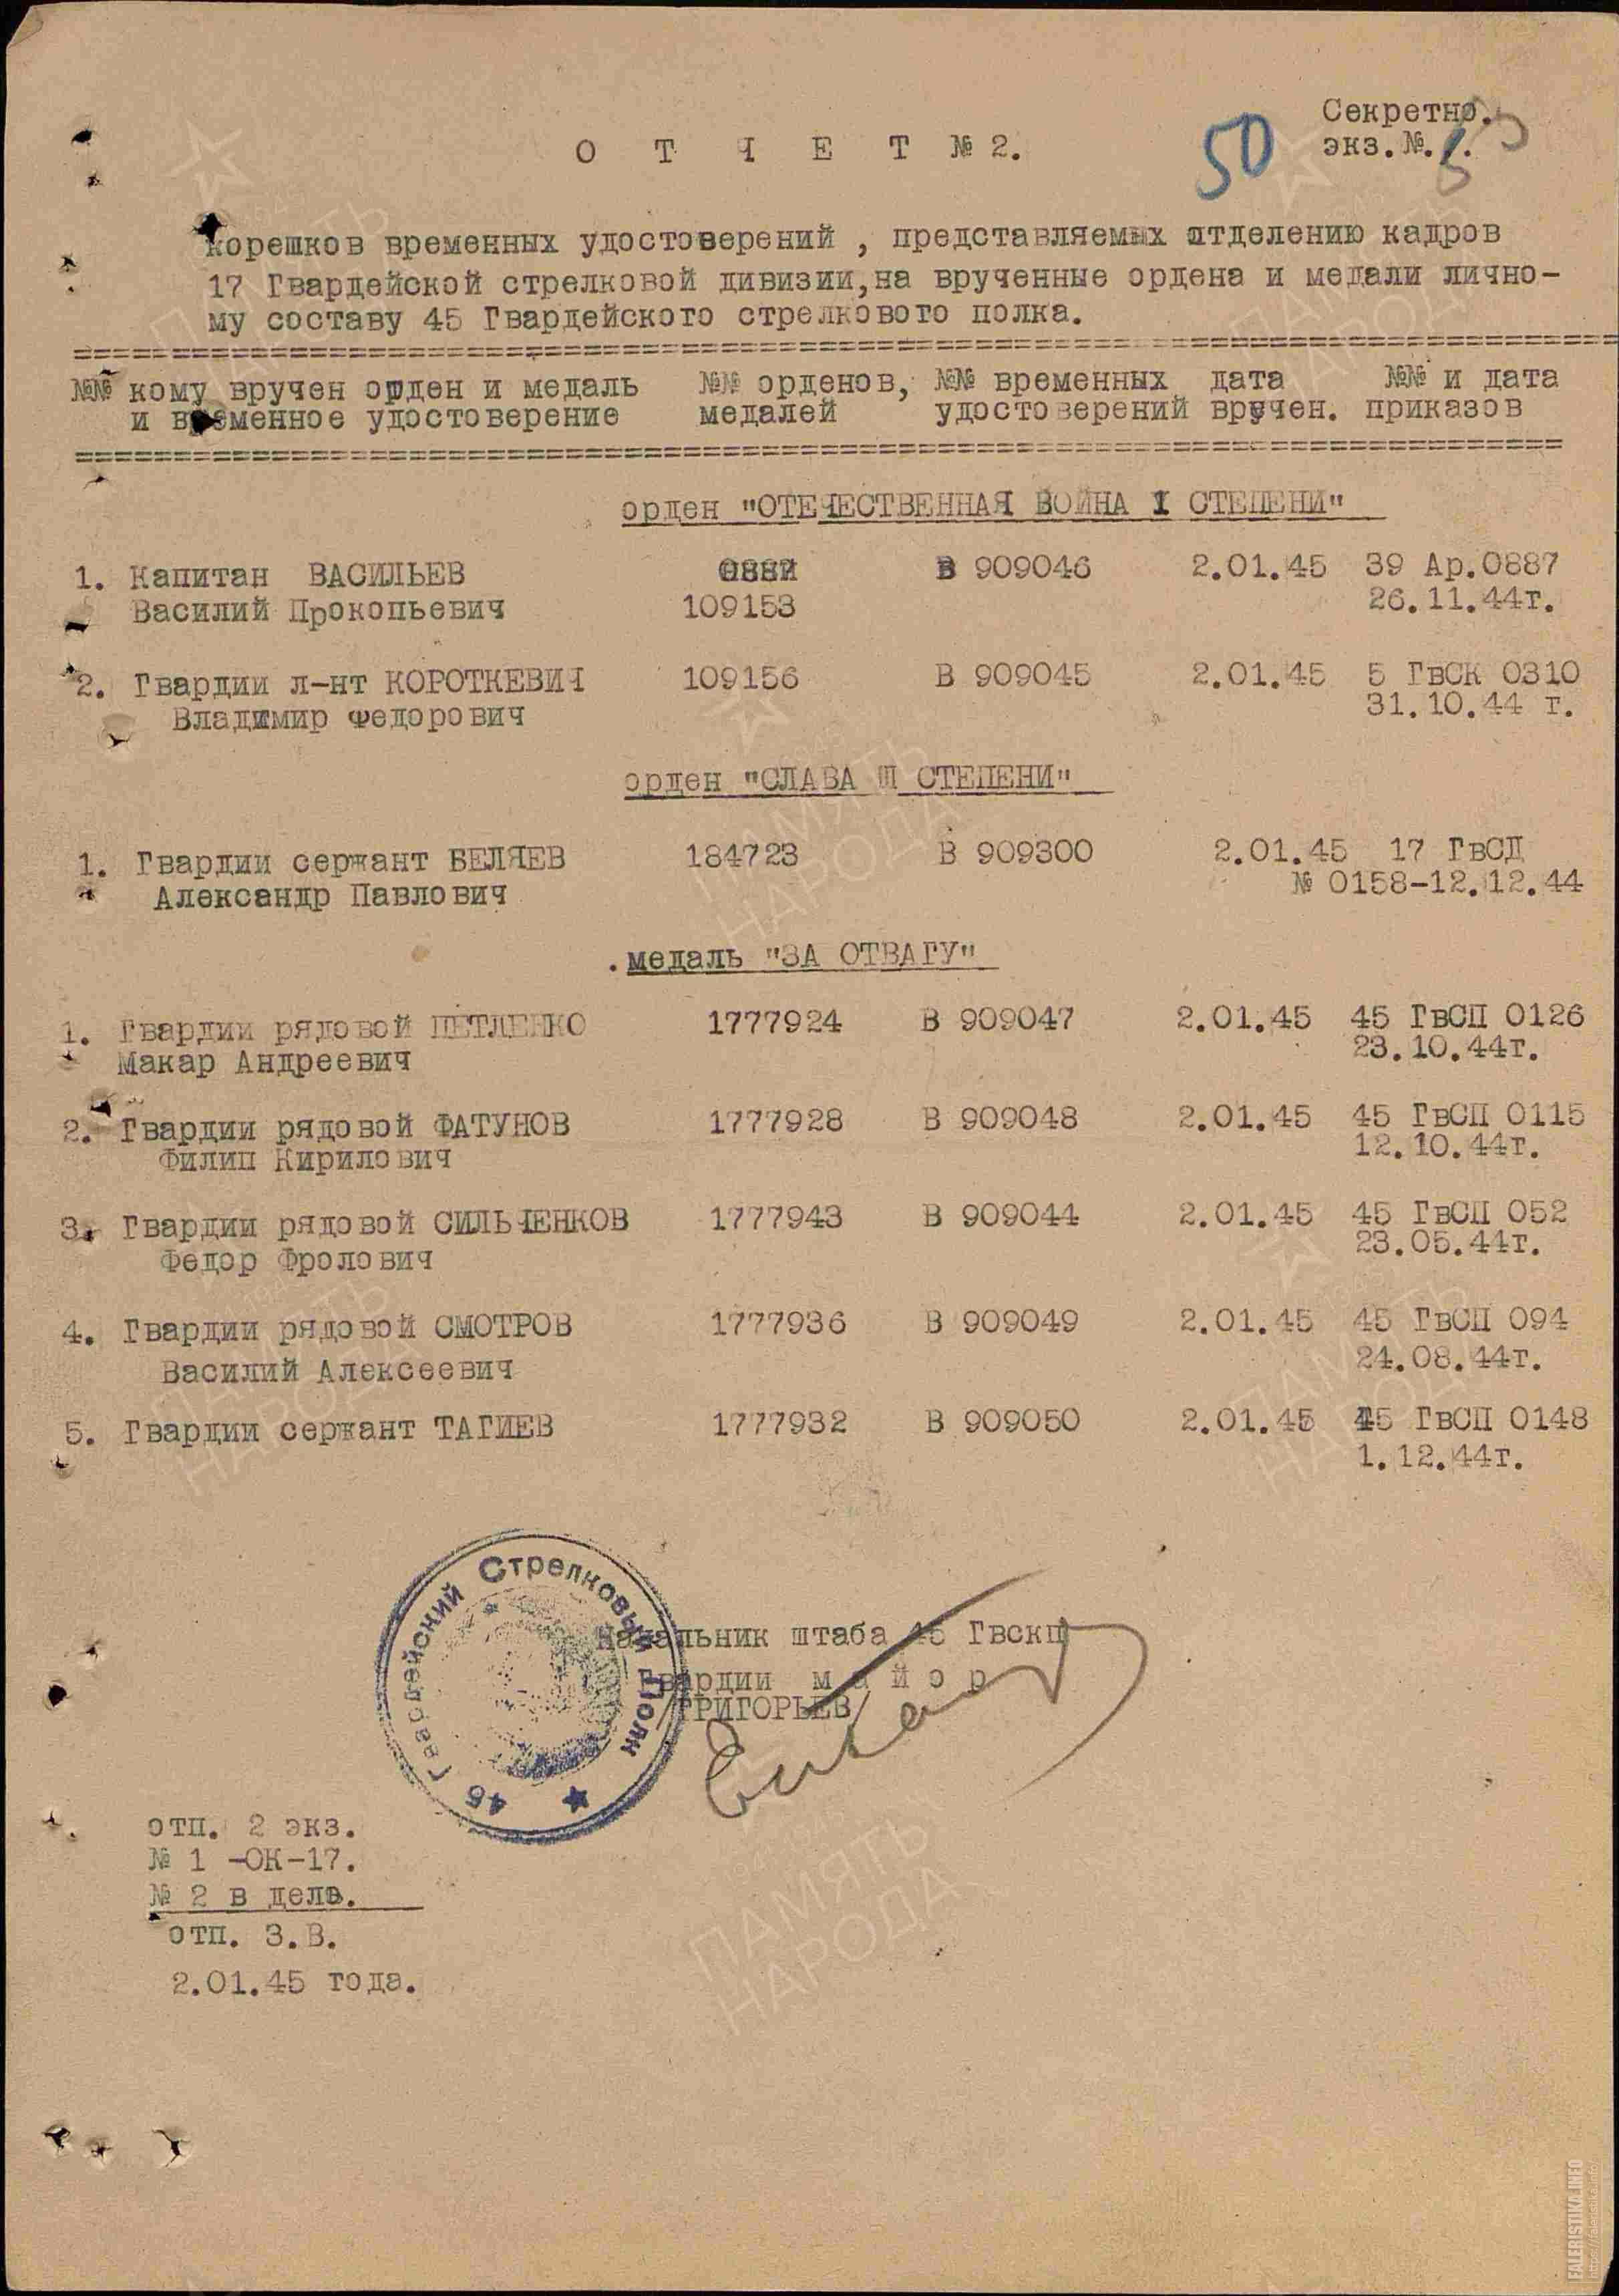 Секретно.
О Т Ч Е Т № 2.
50
экз.№.
корешков временных удостоверений , представляемых отделению кадров
17 Гвардейской стрелковой дивизии,на врученные ордена и медали лично-
му составу 45 Гвардейского стрелкового полка.
№№ кому вручен орден и медаль №№ орденов, №№ временных дата №№ и дата
и временное удостоверение медалей удостоверений вручен. приказов
орден "ОТЕЧЕСТВЕННАЯ ВОЙНА I СТЕПЕНИ"
1. Капитан ВАСИЛЬЕВ В 909046 2.01.45 39 Ар.0887
Василий Прокопьевич 109153 26.11.44г.
2. Гвардии л-нт КОРОТКЕВИЧ 109156 В 909045 2.01.45 5 ГвСК 0310
Владимир Федорович 31.10.44 г.
орден "СЛАВА Ш СТЕПЕНИ"
1. Гвардии сержант БЕЛЯЕВ 184723 В 909300 2.01.45 17 ГвСД
Александр Павлович № 0158-12.12.44
медаль "ЗА ОТВАГУ"
1. Гвардии рядовой ПЕТЛЕНКО 1777924 В 909047 2.01.45 45 ГвСП 0126
Макар Андреевич 23.10.44г.
2. Гвардии рядовой ФАТУНОВ 1777928 В 909048 2.01.45 45 ГвСП 0115
Филип Кирилович 12.10.44г.
3. Гвардии рядовой СИЛЬЧЕНКОВ 1777943 В 909044 2.01.45 45 ГвСП 052
Федор Фролович 23.05.44г.
4. Гвардии рядовой СМОТРОВ 1777936 В 909049 2.01.45 45 ГвСП 094
Василий Алексеевич 24.08.44г.
5. Гвардии сержант ТАГИЕВ 1777932 В 909050 2.01.45 45 ГвСП 0148
1.12.44г.
45 Гвардейский Стрелковый Полк
Начальник штаба 45 Гвскп
Гвардии майор
/ГРИГОРЬЕВ/
отп. 2 экз.
№ 1 -ОК-17.
№ 2 в дело.
отп. З.В.
2.01.45 года.
ПАМЯТЬ
НАРОДА
FALERISTIKA.INFO
https://faleristika.info/